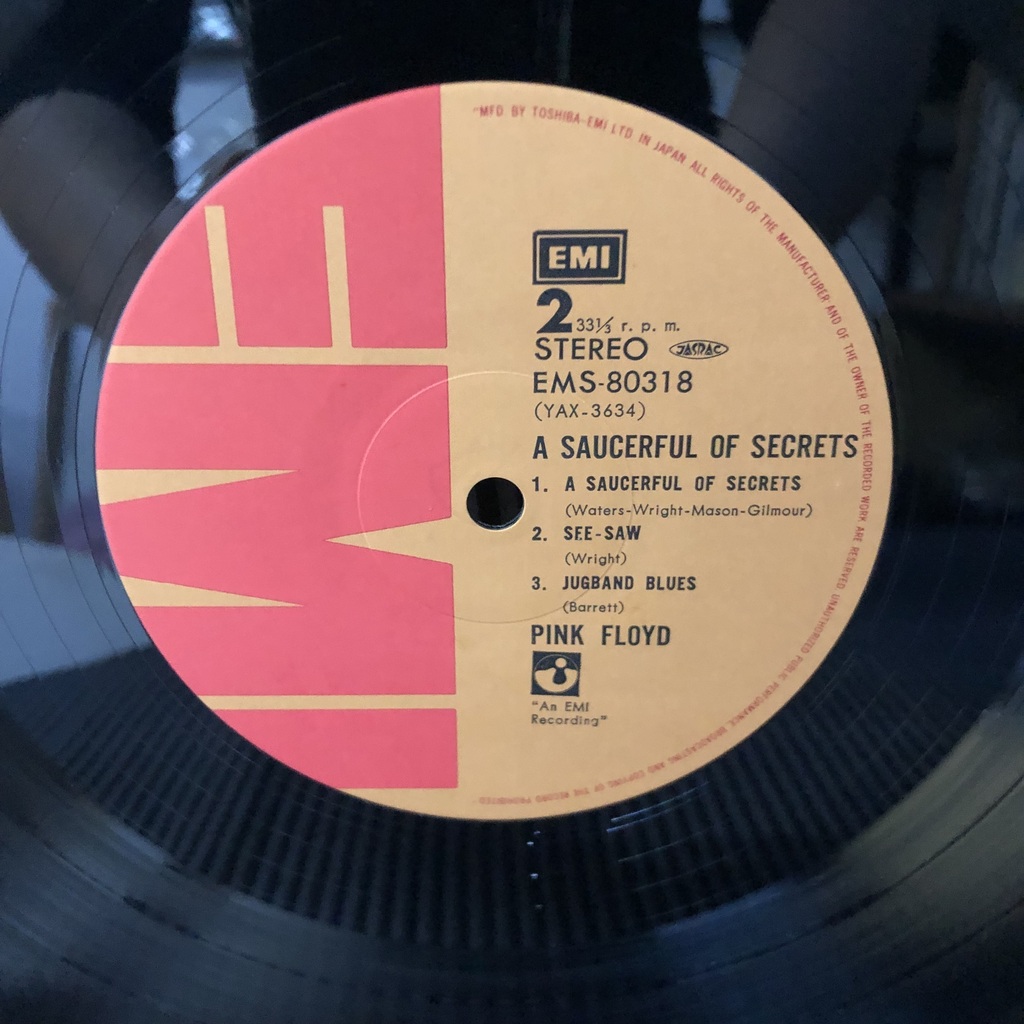 "MFD BY TOSHIBA-EMI LTD IN JAPAN ALL RIGHTS OF THE MANUFACTURER AND OF THE OWNER OF THE RECORDED WORK ARE RESERVED UNAUTHORIZED PUBLIC PERFORMANCE BROADCASTING AND COPYING OF THE RECORD PROHIBITED"
EMI
EMI
2 33⅓ r. p. m.
STEREO JASRAC
EMS-80318
(YAX-3634)
A SAUCERFUL OF SECRETS
1. A SAUCERFUL OF SECRETS
(Waters-Wright-Mason-Gilmour)
2. SEE-SAW
(Wright)
3. JUGBAND BLUES
(Barrett)
PINK FLOYD
"An EMI
Recording"